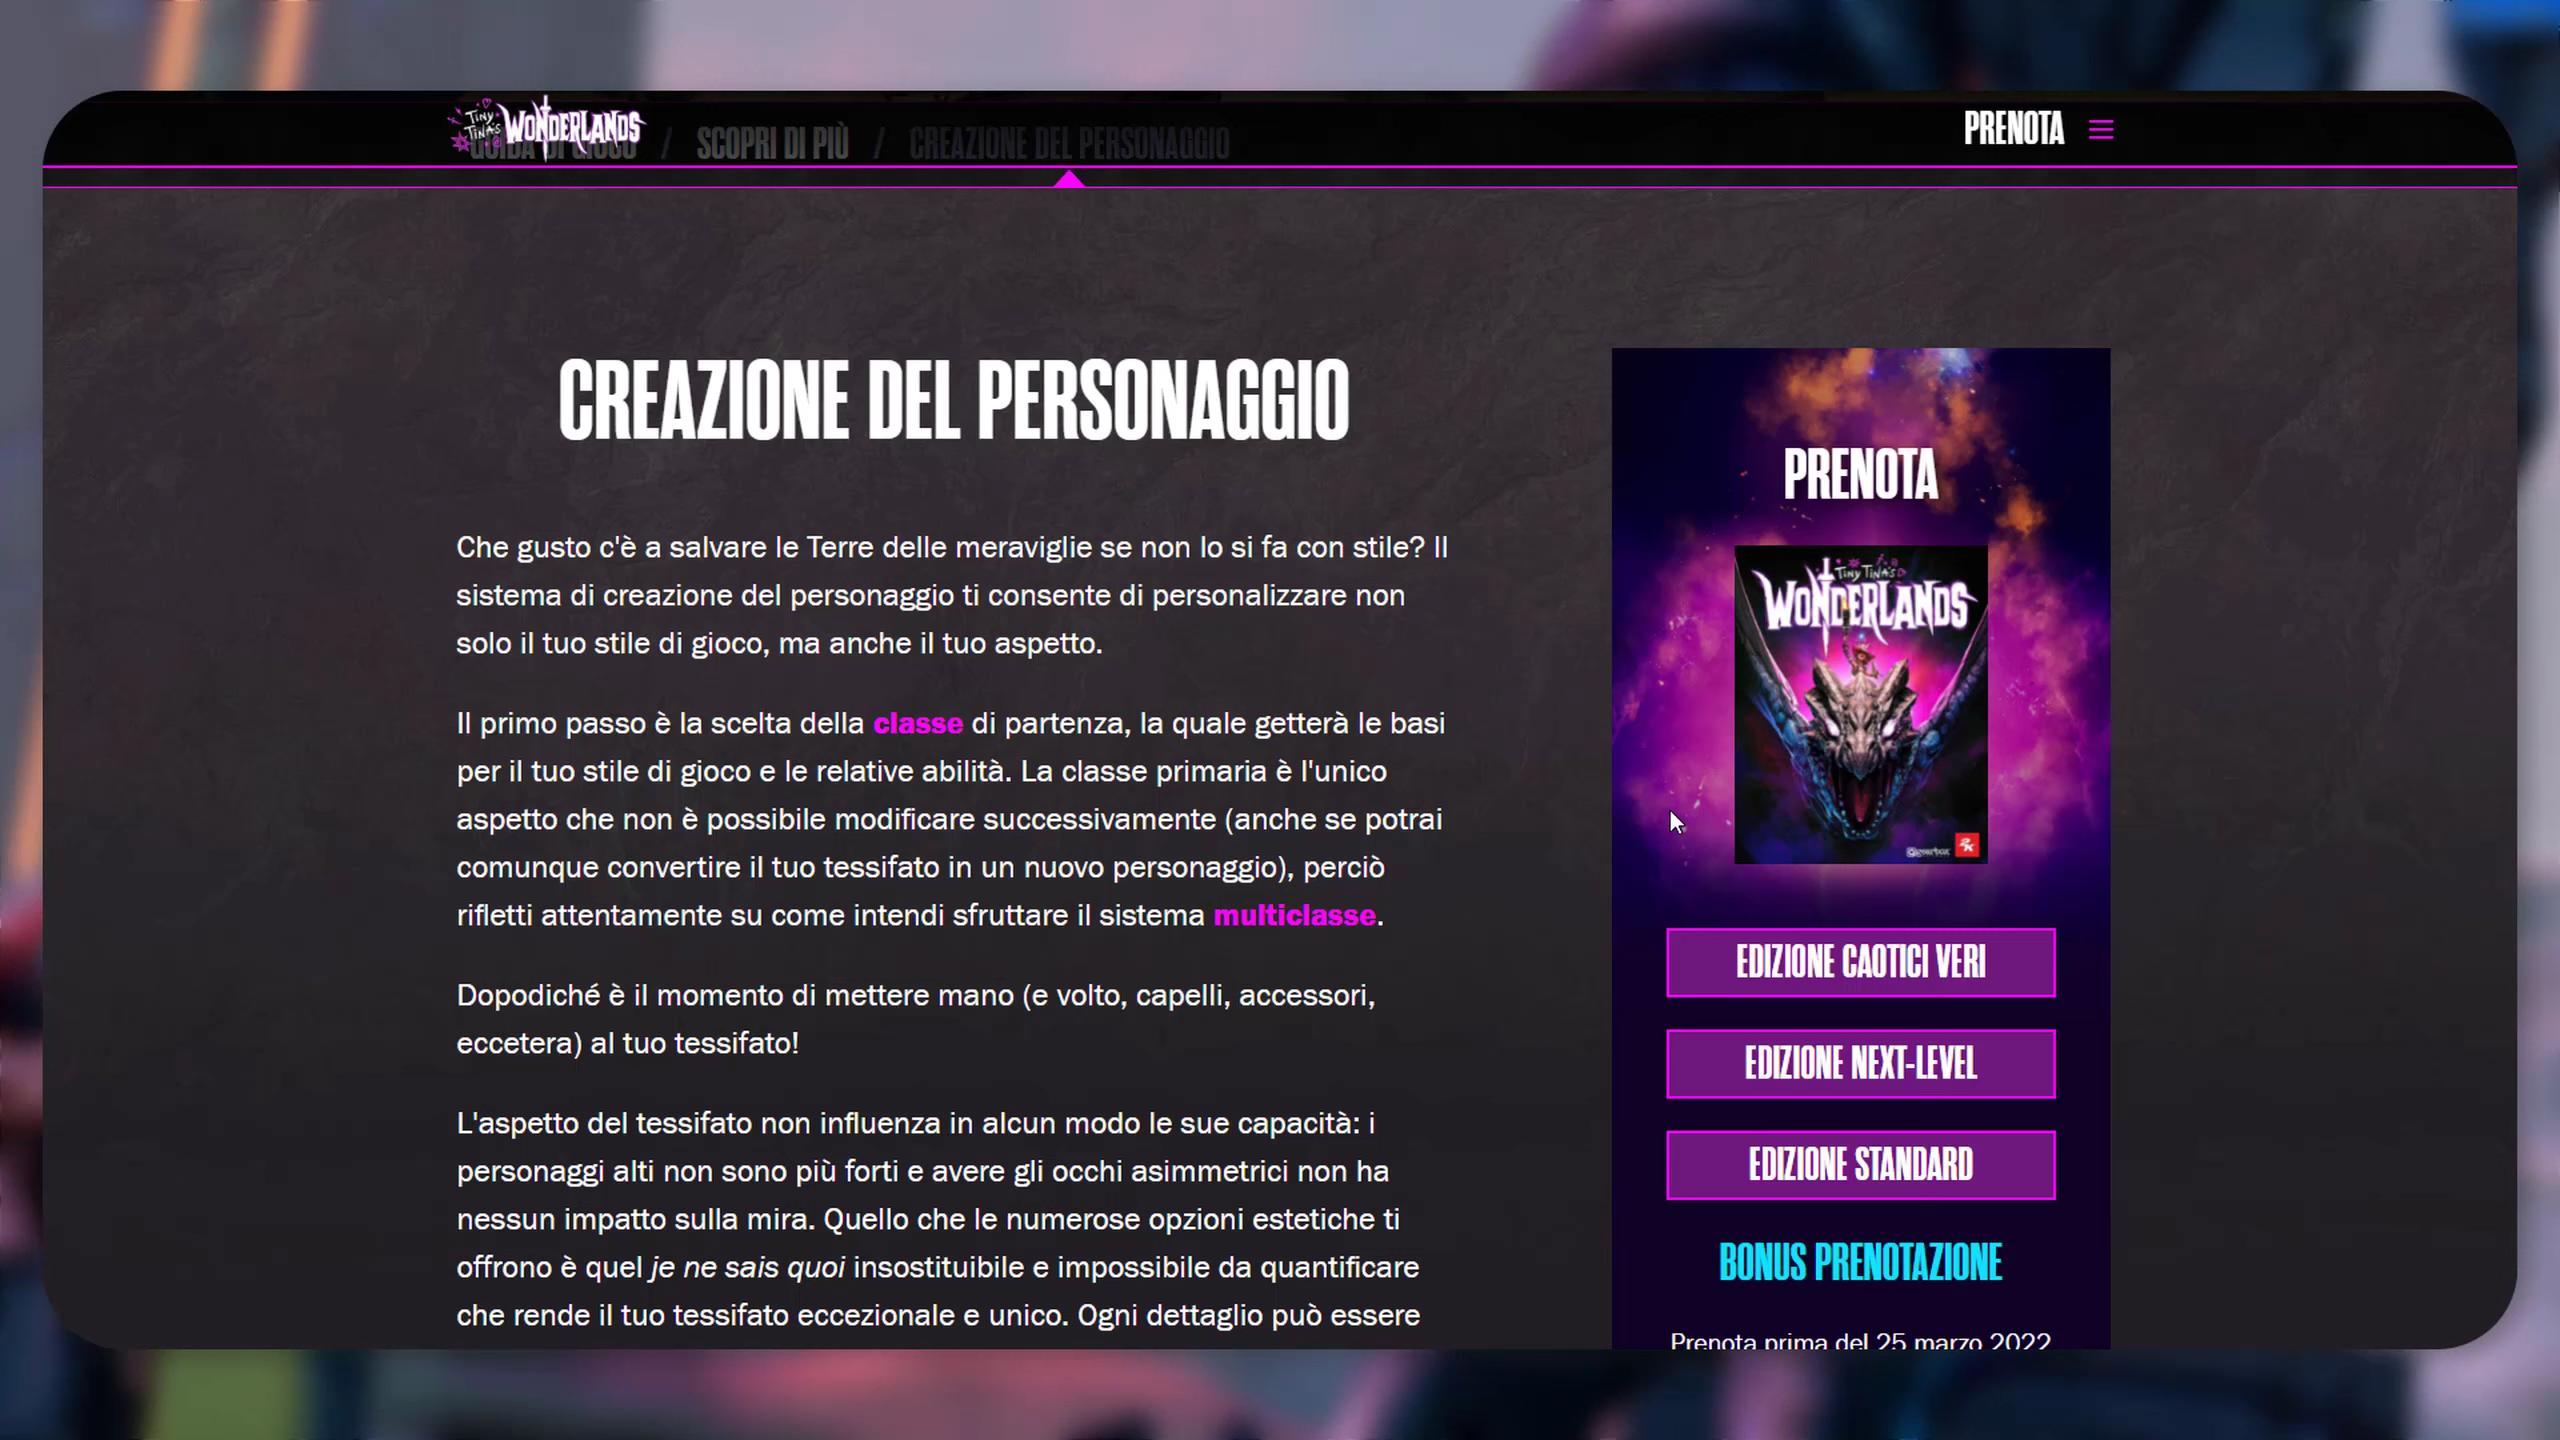 TINY TINA'S WONDERLANDS
GUIDA DI GIOCO / SCOPRI DI PIÙ / CREAZIONE DEL PERSONAGGIO
PRENOTA
CREAZIONE DEL PERSONAGGIO
Che gusto c'è a salvare le Terre delle meraviglie se non lo si fa con stile? Il
sistema di creazione del personaggio ti consente di personalizzare non
solo il tuo stile di gioco, ma anche il tuo aspetto.
Il primo passo è la scelta della classe di partenza, la quale getterà le basi
per il tuo stile di gioco e le relative abilità. La classe primaria è l'unico
aspetto che non è possibile modificare successivamente (anche se potrai
comunque convertire il tuo tessifato in un nuovo personaggio), perciò
rifletti attentamente su come intendi sfruttare il sistema multiclasse.
Dopodiché è il momento di mettere mano (e volto, capelli, accessori,
eccetera) al tuo tessifato!
L'aspetto del tessifato non influenza in alcun modo le sue capacità: i
personaggi alti non sono più forti e avere gli occhi asimmetrici non ha
nessun impatto sulla mira. Quello che le numerose opzioni estetiche ti
offrono è quel je ne sais quoi insostituibile e impossibile da quantificare
che rende il tuo tessifato eccezionale e unico. Ogni dettaglio può essere
PRENOTA
TINY TINA'S
WONDERLANDS
gearbox 2K
EDIZIONE CAOTICI VERI
EDIZIONE NEXT-LEVEL
EDIZIONE STANDARD
BONUS PRENOTAZIONE
Prenota prima del 25 marzo 2022